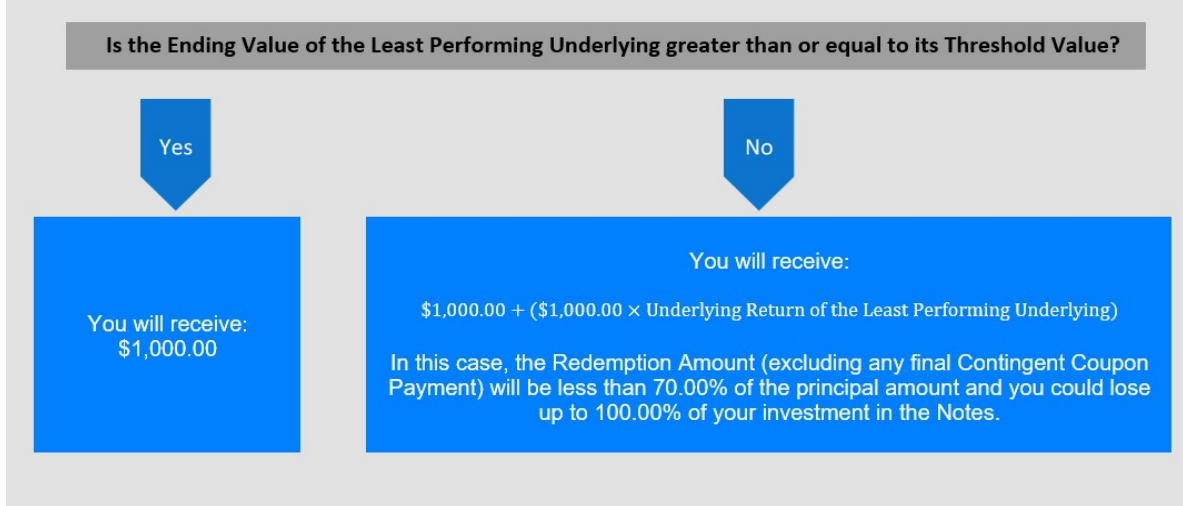 Is the Ending Value of the Least Performing Underlying greater than or equal to its Threshold Value?
Yes
No
You will receive:
$1,000.00
You will receive:
$1,000.00 + ($1,000.00 × Underlying Return of the Least Performing Underlying)
In this case, the Redemption Amount (excluding any final Contingent Coupon
Payment) will be less than 70.00% of the principal amount and you could lose
up to 100.00% of your investment in the Notes.